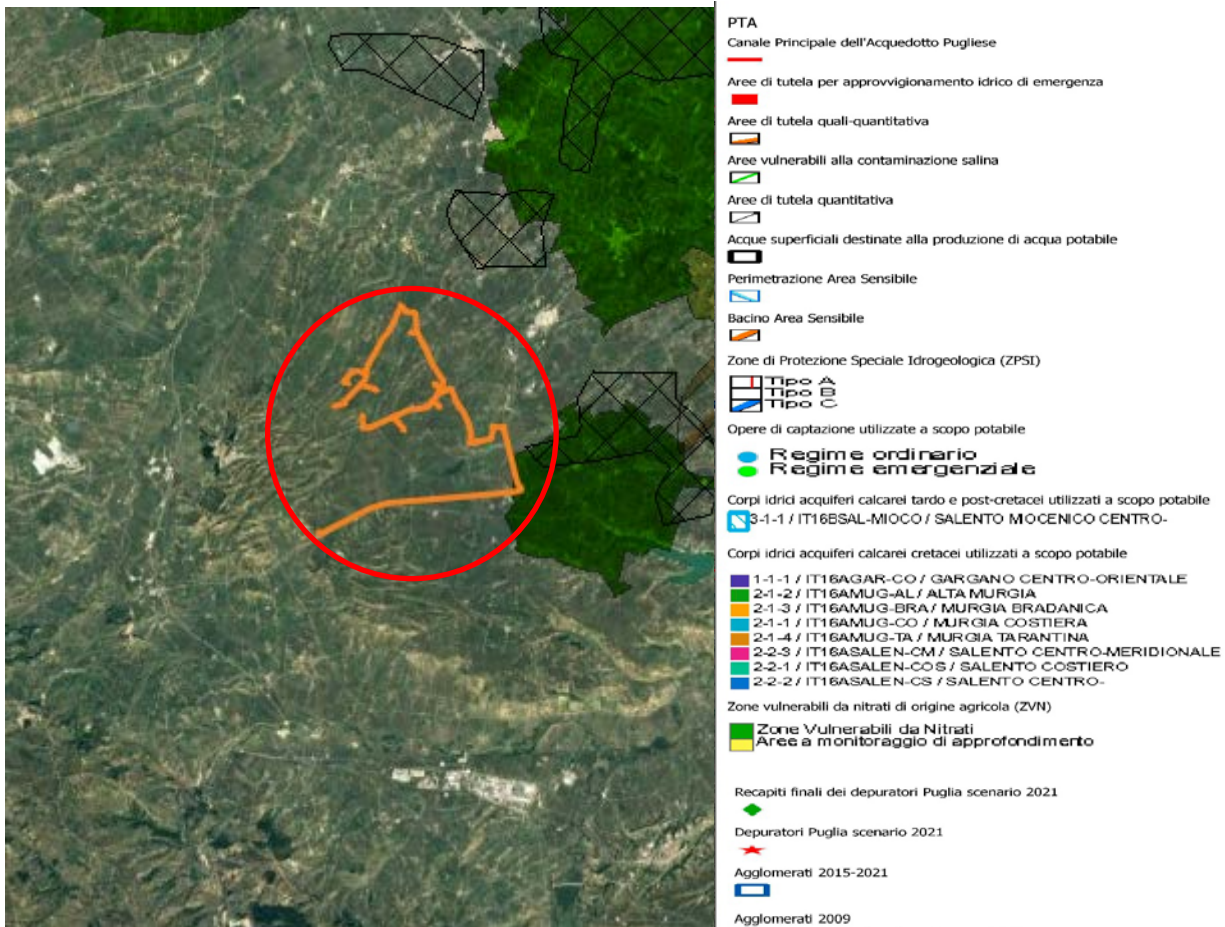 PTA
Canale Principale dell'Acquedotto Pugliese
Aree di tutela per approvvigionamento idrico di emergenza
Aree di tutela quali-quantitativa
Aree vulnerabili alla contaminazione salina
Aree di tutela quantitativa
Acque superficiali destinate alla produzione di acqua potabile
Perimetrazione Area Sensibile
Bacino Area Sensibile
Zone di Protezione Speciale Idrogeologica (ZPSI)
Tipo A
Tipo B
Tipo C
Opere di captazione utilizzate a scopo potabile
Regime ordinario
Regime emergenziale
Corpi idrici acquiferi calcarei tardo e post-cretacei utilizzati a scopo potabile
3-1-1 / IT16BSAL-MIOCO / SALENTO MIOCENICO CENTRO-
Corpi idrici acquiferi calcarei cretacei utilizzati a scopo potabile
1-1-1 / IT16AGAR-CO / GARGANO CENTRO-ORIENTALE
2-1-2 / IT16AMUG-AL / ALTA MURGIA
2-1-3 / IT16AMUG-BRA / MURGIA BRADANICA
2-1-1 / IT16AMUG-CO / MURGIA COSTIERA
2-1-4 / IT16AMUG-TA / MURGIA TARANTINA
2-2-3 / IT16ASALEN-CM / SALENTO CENTRO-MERIDIONALE
2-2-1 / IT16ASALEN-COS / SALENTO COSTIERO
2-2-2 / IT16ASALEN-CS / SALENTO CENTRO-
Zone vulnerabili da nitrati di origine agricola (ZVN)
Zone Vulnerabili da Nitrati
Aree a monitoraggio di approfondimento
Recapiti finali dei depuratori Puglia scenario 2021
Depuratori Puglia scenario 2021
Agglomerati 2015-2021
Agglomerati 2009